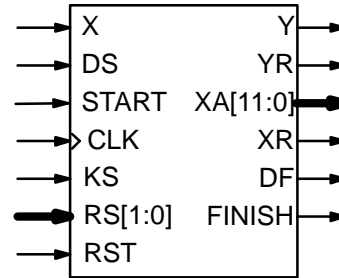 X Y
DS YR
START XA[11:0]
CLK XR
KS DF
RS[1:0] FINISH
RST